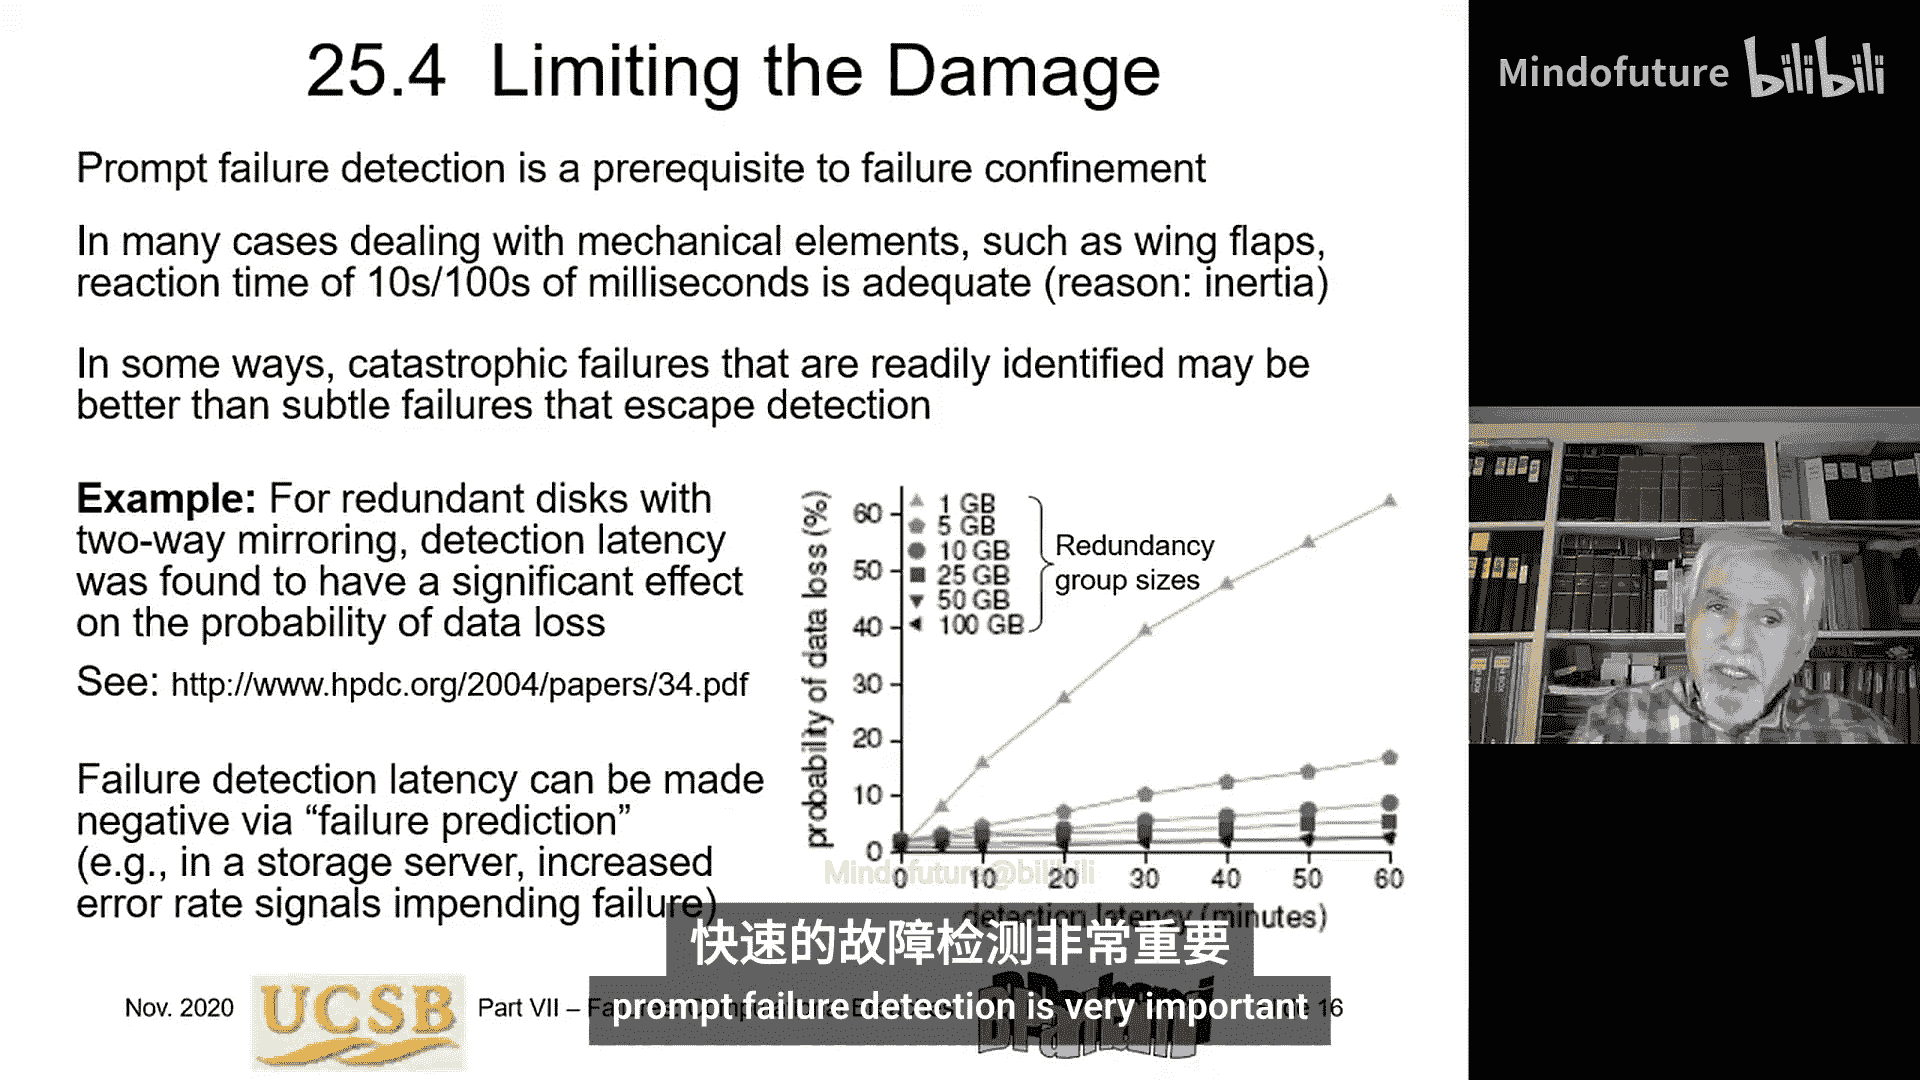 25.4 Limiting the Damage
Mindofuture bilibili
Prompt failure detection is a prerequisite to failure confinement
In many cases dealing with mechanical elements, such as wing flaps,
reaction time of 10s/100s of milliseconds is adequate (reason: inertia)
In some ways, catastrophic failures that are readily identified may be
better than subtle failures that escape detection
Example: For redundant disks with
two-way mirroring, detection latency
was found to have a significant effect
on the probability of data loss
See: http://www.hpdc.org/2004/papers/34.pdf
Failure detection latency can be made
negative via “failure prediction”
(e.g., in a storage server, increased
error rate signals impending failure)
probability of data loss (%)
60
50
40
30
20
10
0
1 GB
5 GB
10 GB
25 GB
50 GB
100 GB
Redundancy
group sizes
0 10 20 30 40 50 60
Mindofuture@bilibili
detection latency (minutes)
快速的故障检测非常重要
prompt failure detection is very important
Nov. 2020
UCSB
Part VII –
16